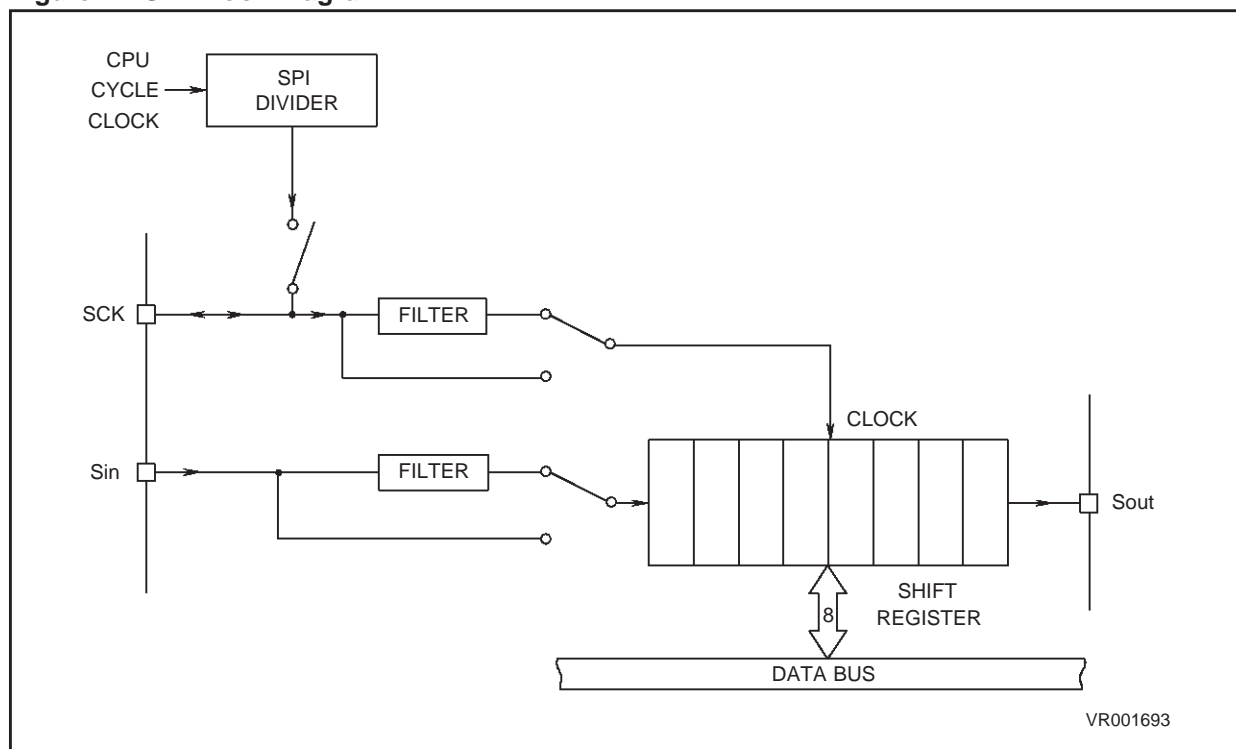 CPU
CYCLE
CLOCK
SPI
DIVIDER
SCK
FILTER
CLOCK
Sin
FILTER
Sout
SHIFT
REGISTER
8
DATA BUS
VR001693